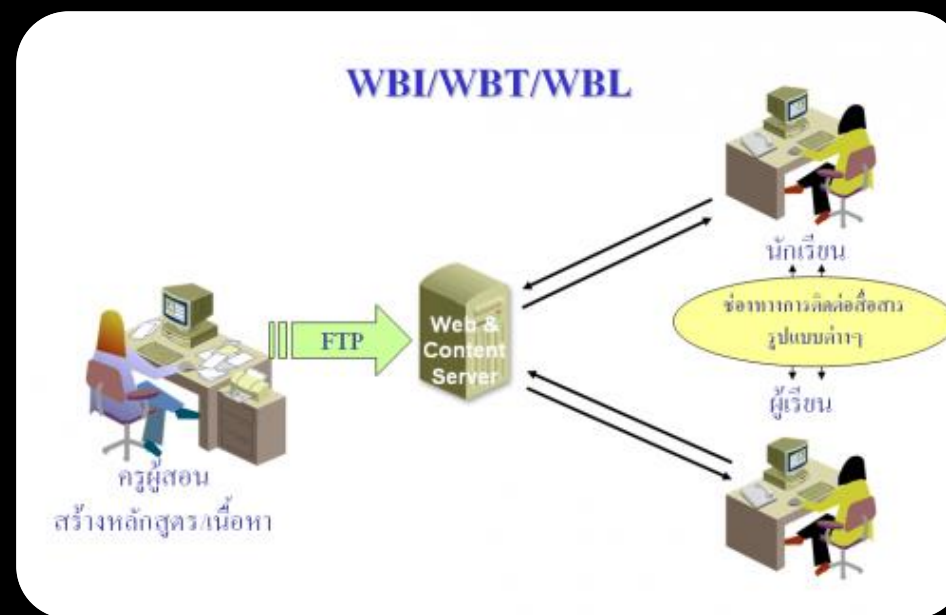 WBI/WBT/WBL
นักเรียน
ช่องทางการติดต่อสื่อสาร
รูปแบบต่างๆ
ผู้เรียน
FTP
Web &
Content
Server
ครูผู้สอน
สร้างหลักสูตร/เนื้อหา